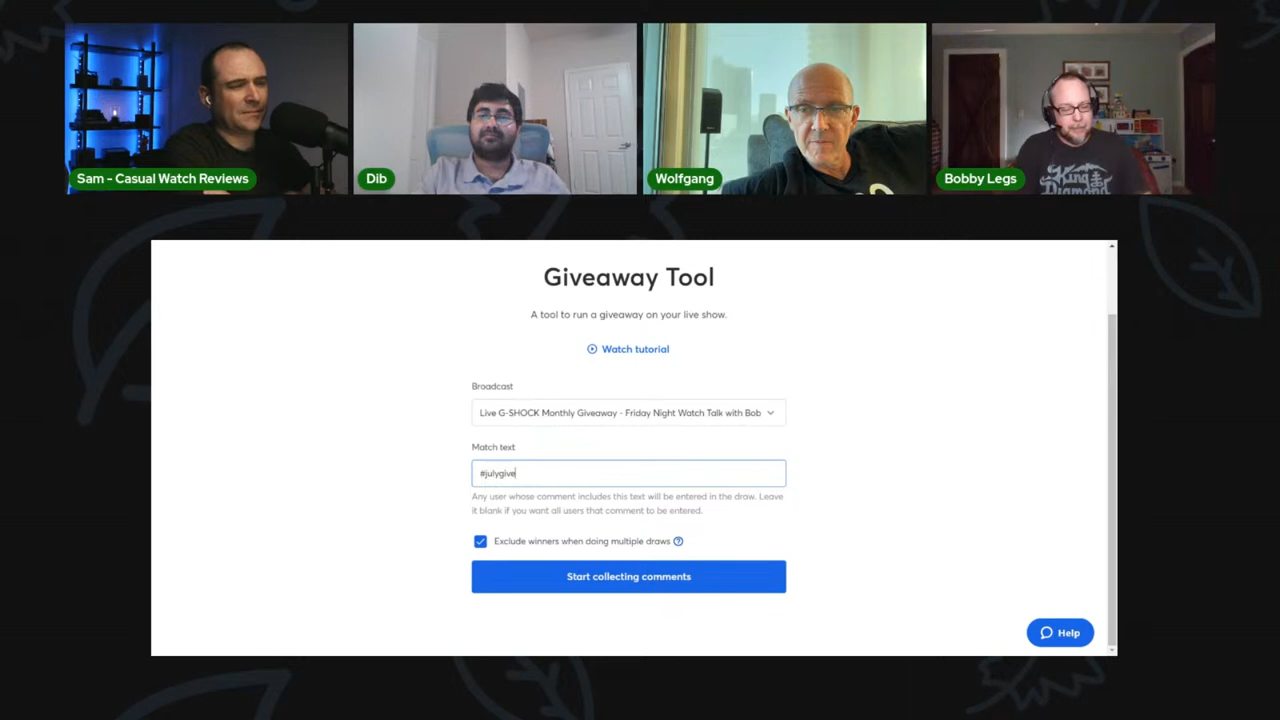 Sam - Casual Watch Reviews
Dib
Wolfgang
Bobby Legs
King
Diamond
Giveaway Tool
A tool to run a giveaway on your live show.
Watch tutorial
Broadcast
Live G-SHOCK Monthly Giveaway - Friday Night Watch Talk with Bob
Match text
#julygive
Any user whose comment includes this text will be entered in the draw. Leave
it blank if you want all users that comment to be entered.
Exclude winners when doing multiple draws
Start collecting comments
Help